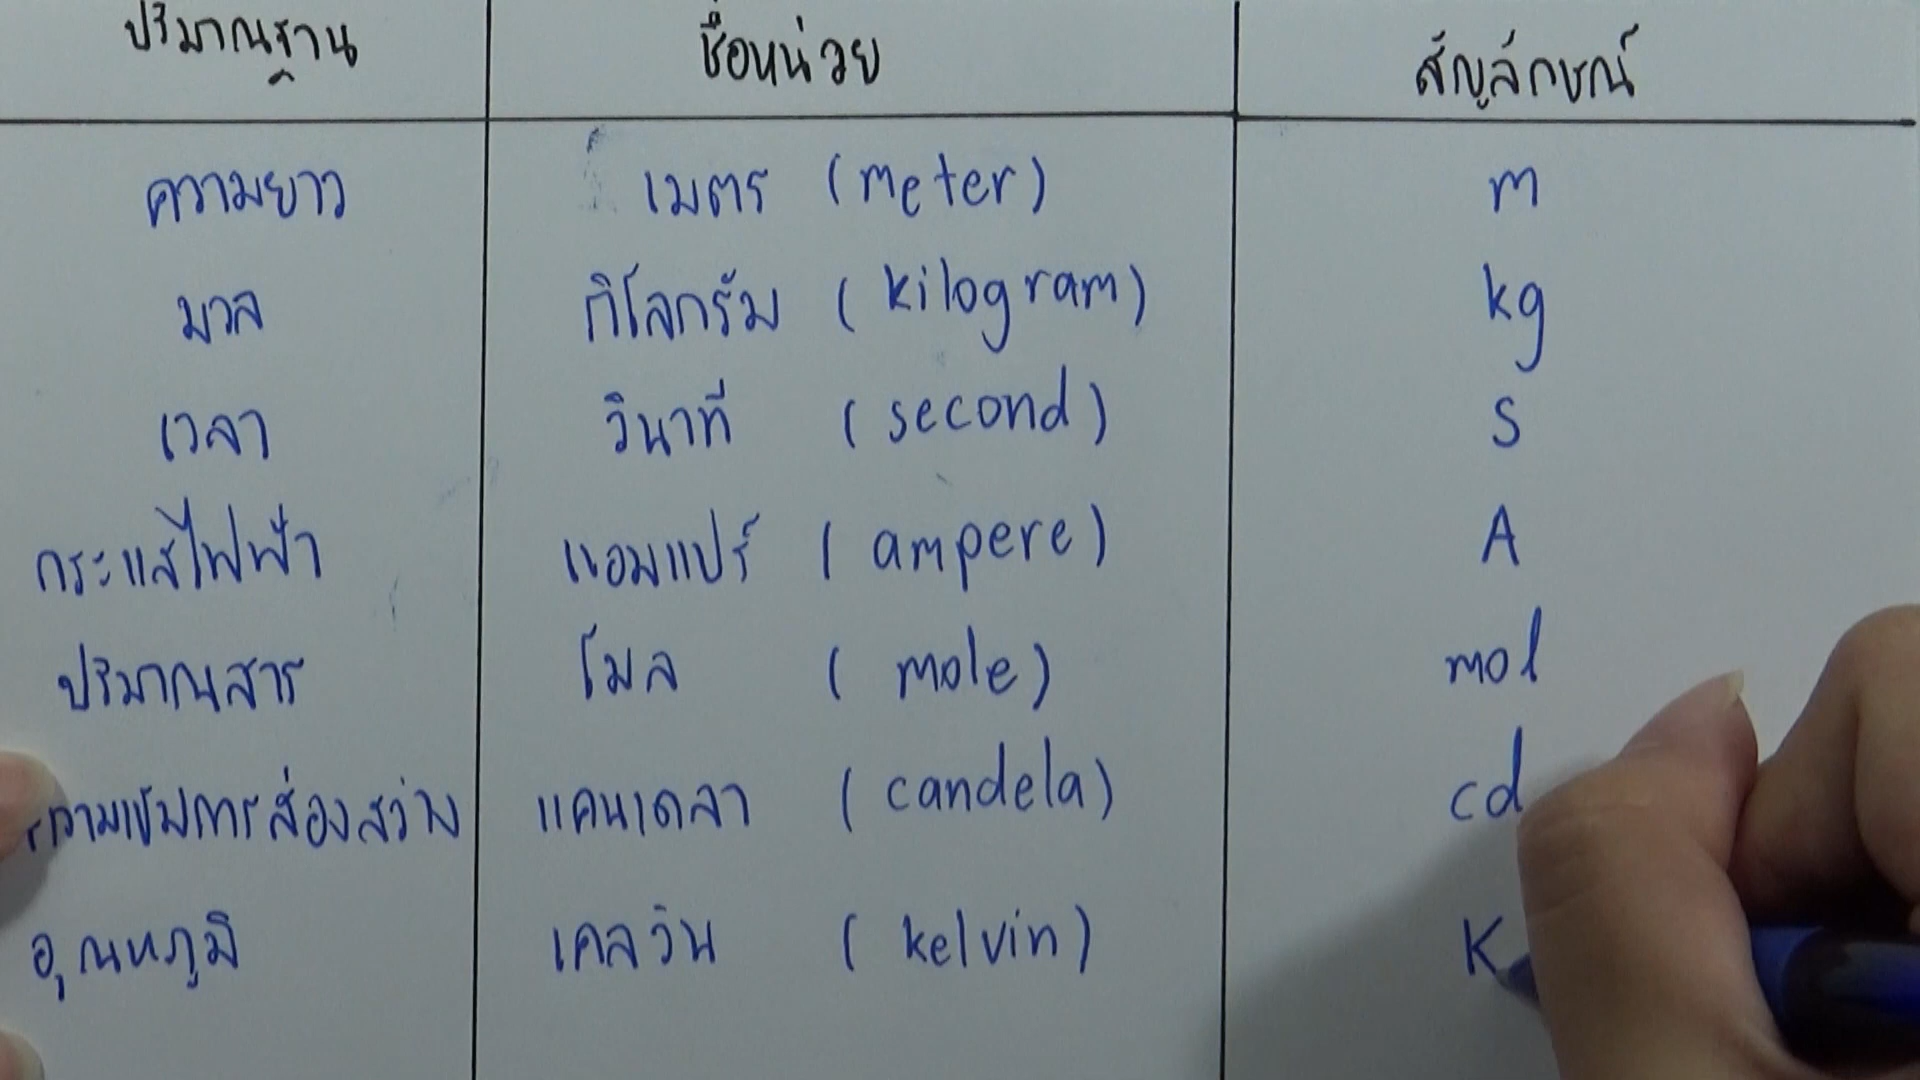 ปริมาณฐาน ชื่อหน่วย สัญลักษณ์
ความยาว เมตร (meter) m
มวล กิโลกรัม (kilogram) kg
เวลา วินาที (second) s
กระแสไฟฟ้า แอมแปร์ (ampere) A
ปริมาณสาร โมล (mole) mol
ความเข้มการส่องสว่าง แคนเดลา (candela) cd
อุณหภูมิ เคลวิน (kelvin) K